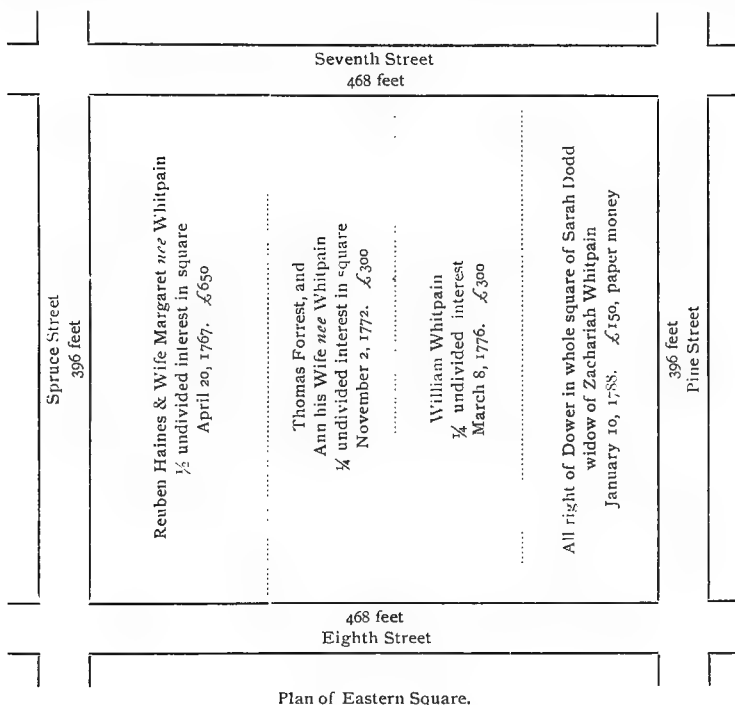 Seventh Street
468 feet
Spruce Street
396 feet
Reuben Haines & Wife Margaret nee Whitpain
½ undivided interest in square
April 20, 1767. £650
Thomas Forrest, and
Ann his Wife nee Whitpain
¼ undivided interest in square
November 2, 1772. £300
William Whitpain
¼ undivided interest
March 8, 1776. £300
All right of Dower in whole square of Sarah Dodd
widow of Zachariah Whitpain
January 10, 1788. £150, paper money
396 feet
Pine Street
468 feet
Eighth Street
Plan of Eastern Square.